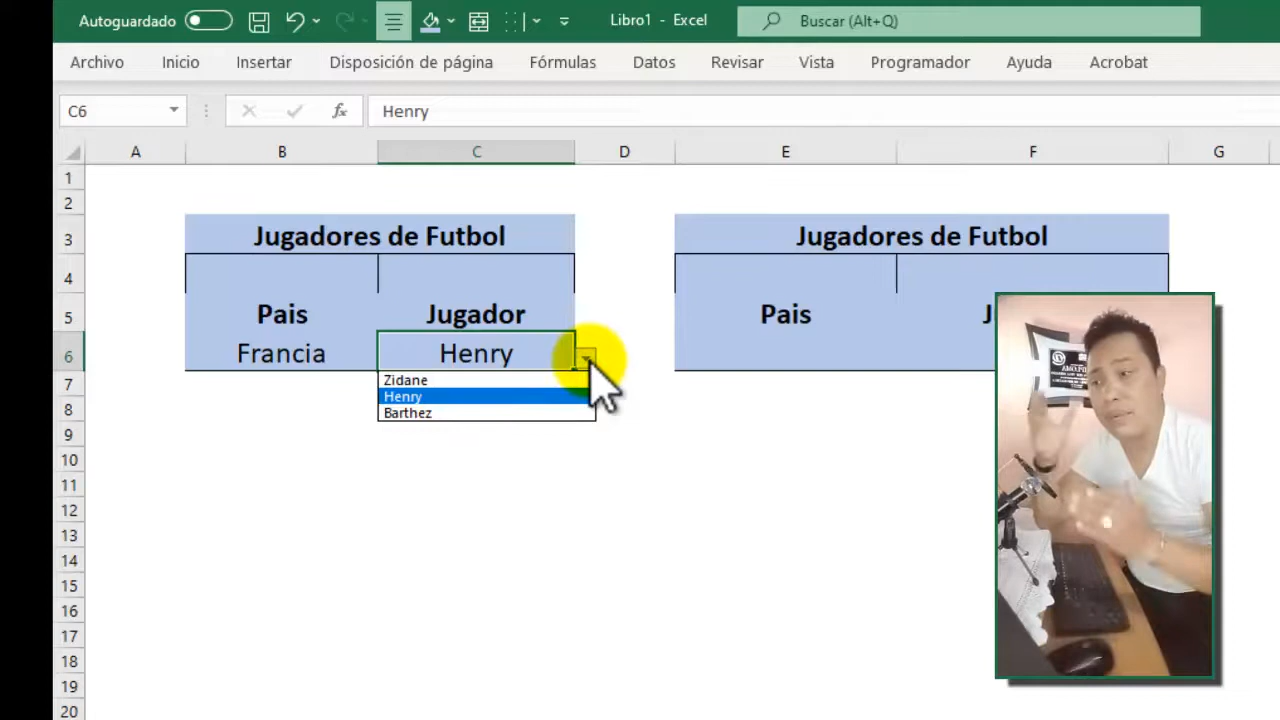 Autoguardado
Libro1 - Excel
Buscar (Alt+Q)
Archivo Inicio Insertar Disposición de página Fórmulas Datos Revisar Vista Programador Ayuda Acrobat
C6 fx Henry
A B C D E F G
1
2
3 Jugadores de Futbol Jugadores de Futbol
4
5 Pais Jugador Pais J
6 Francia Henry
Zidane
Henry
Barthez
7
8
9
10
11
12
13
14
15
16
17
18
19
20